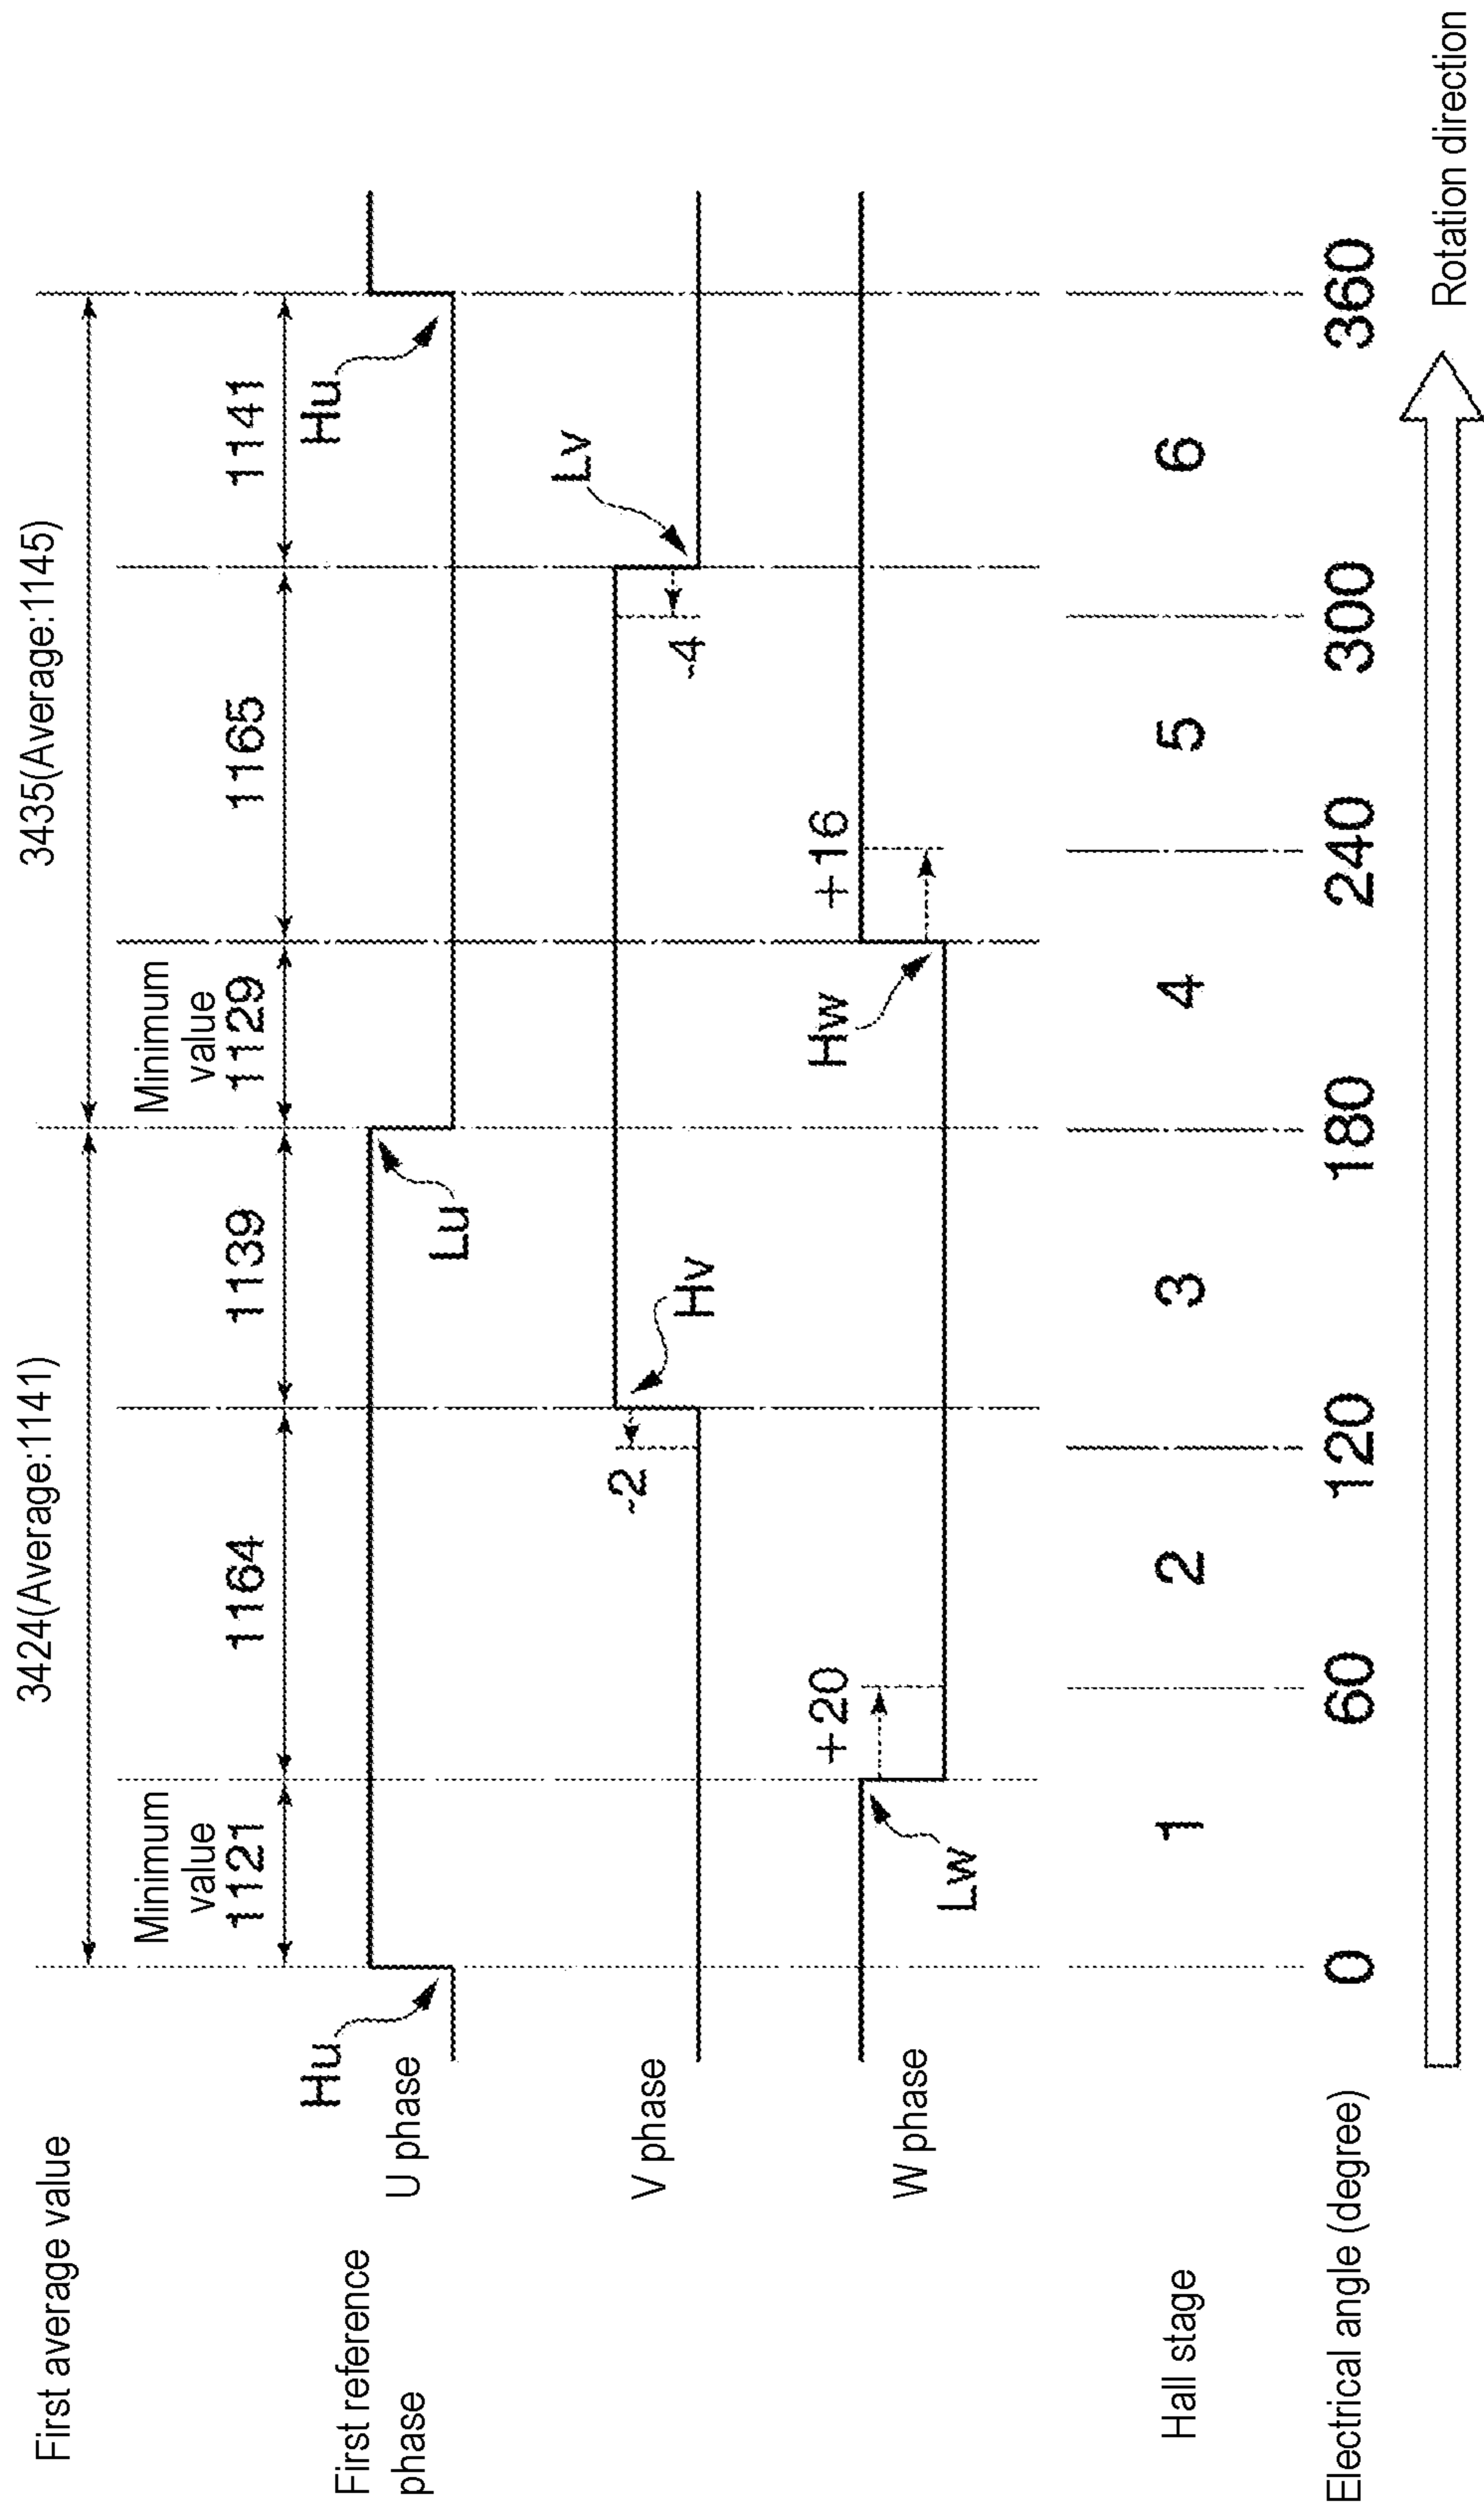 First average value
3424(Average:1141)
3435(Average:1145)
Minimum
value
1121
1164
1139
Minimum
value
1129
1165
1141
First reference
phase
U phase
Hu
Lu
Hu
V phase
-2
Hv
-4
Lv
W phase
Lw
+20
Hw
+16
Hall stage
1
2
3
4
5
6
Electrical angle (degree)
0
60
120
180
240
300
360
Rotation direction